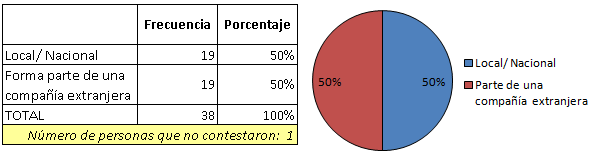 Frecuencia Porcentaje
Local/ Nacional 19 50%
Forma parte de una
compañía extranjera 19 50%
TOTAL 38 100%
Número de personas que no contestaron: 1
50% 50%
Local/ Nacional
Parte de una
compañía extranjera